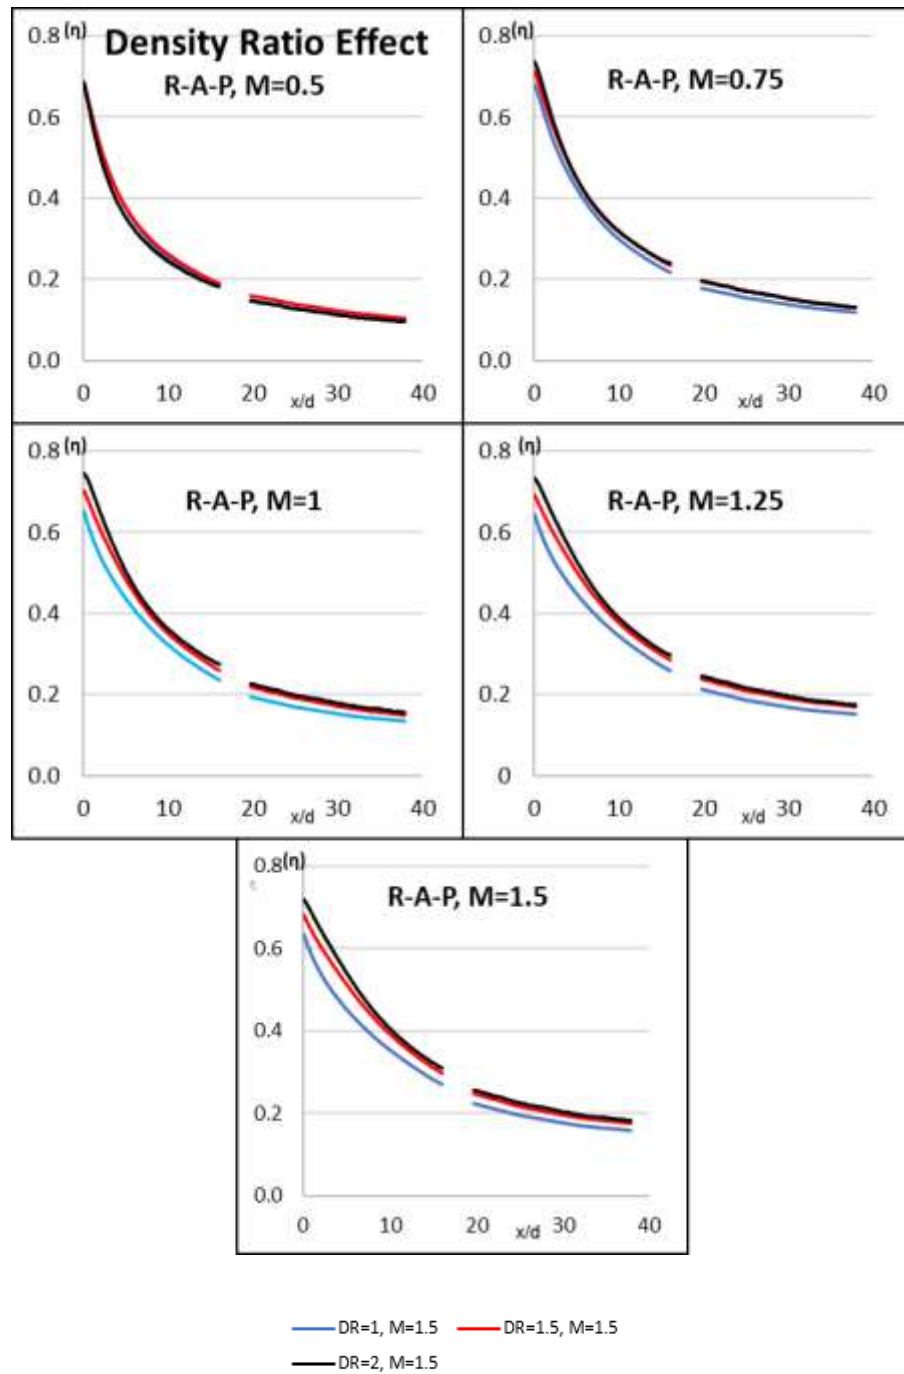 0.8 (η)
Density Ratio Effect
R-A-P, M=0.5
0.6
0.4
0.2
0.0
0 10 20 30 40
x/d
0.8 (η)
R-A-P, M=0.75
0.6
0.4
0.2
0.0
0 10 20 30 40
x/d
0.8 (η)
R-A-P, M=1
0.6
0.4
0.2
0.0
0 10 20 30 40
x/d
0.8 (η)
R-A-P, M=1.25
0.6
0.4
0.2
0
0 10 20 30 40
x/d
0.8 (η)
R-A-P, M=1.5
0.6
0.4
0.2
0.0
0 10 20 30 40
x/d
DR=1, M=1.5 DR=1.5, M=1.5
DR=2, M=1.5